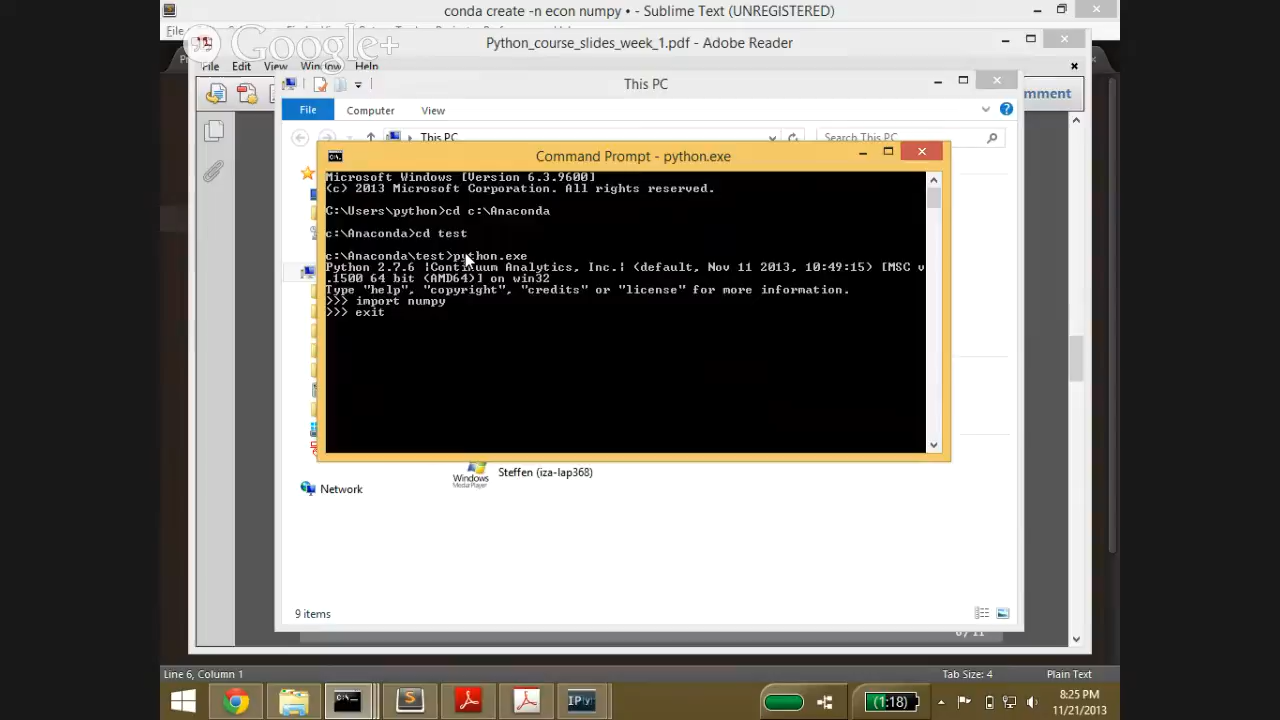 conda create -n econ numpy • - Sublime Text (UNREGISTERED)
Google+
Python_course_slides_week_1.pdf - Adobe Reader
File Edit View Window Help
This PC
mment
File Computer View
This PC
Search This PC
Command Prompt - python.exe
Microsoft Windows [Version 6.3.9600]
(c) 2013 Microsoft Corporation. All rights reserved.
C:\Users\python>cd c:\Anaconda
c:\Anaconda>cd test
c:\Anaconda\test>python.exe
Python 2.7.6 |Continuum Analytics, Inc.| (default, Nov 11 2013, 10:49:15) [MSC v
.1500 64 bit (AMD64)] on win32
Type "help", "copyright", "credits" or "license" for more information.
>>> import numpy
>>> exit
Steffen (iza-lap368)
Windows
MediaPlayer
Network
9 items
Line 6, Column 1
Tab Size: 4
Plain Text
IP[y]:
(1:18)
8:25 PM
11/21/2013